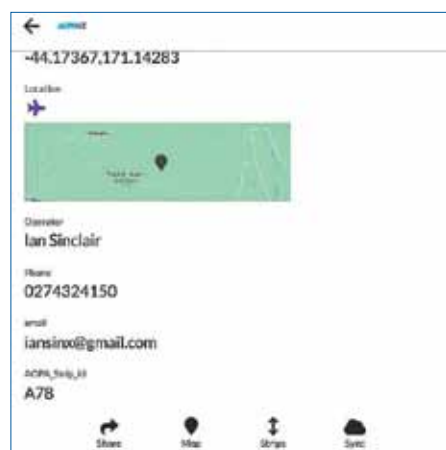 -44.17367,171.14283
Location
Operator
Ian Sinclair
Phone
0274324150
email
iansinx@gmail.com
AOPA_Strip_id
A78
Share Map Strips Sync